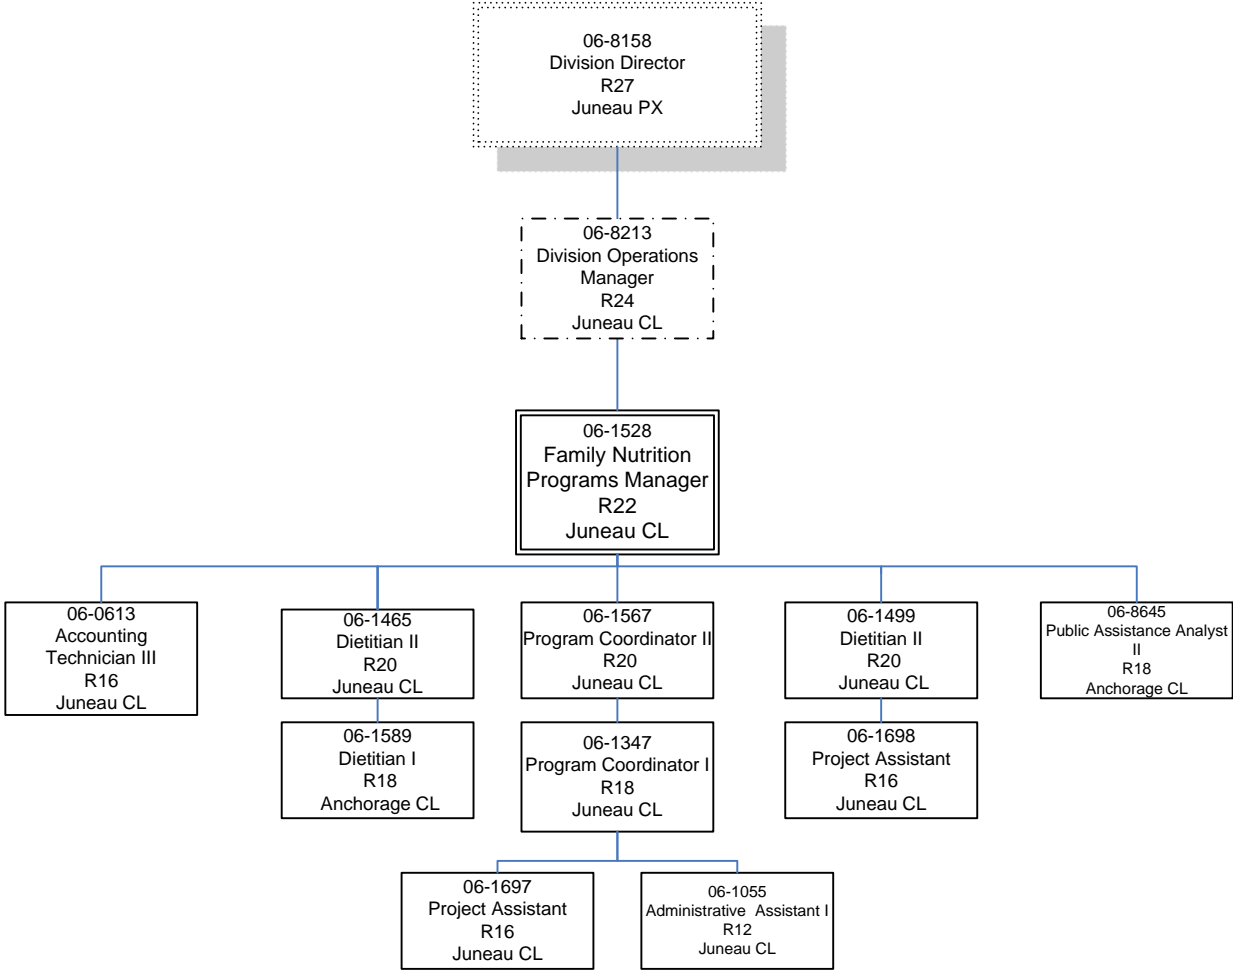 06-8158
Division Director
R27
Juneau PX
06-8213
Division Operations
Manager
R24
Juneau CL
06-1528
Family Nutrition
Programs Manager
R22
Juneau CL
06-0613
Accounting
Technician III
R16
Juneau CL
06-1465
Dietitian II
R20
Juneau CL
06-1567
Program Coordinator II
R20
Juneau CL
06-1499
Dietitian II
R20
Juneau CL
06-8645
Public Assistance Analyst
II
R18
Anchorage CL
06-1589
Dietitian I
R18
Anchorage CL
06-1347
Program Coordinator I
R18
Juneau CL
06-1698
Project Assistant
R16
Juneau CL
06-1697
Project Assistant
R16
Juneau CL
06-1055
Administrative  Assistant I
R12
Juneau CL